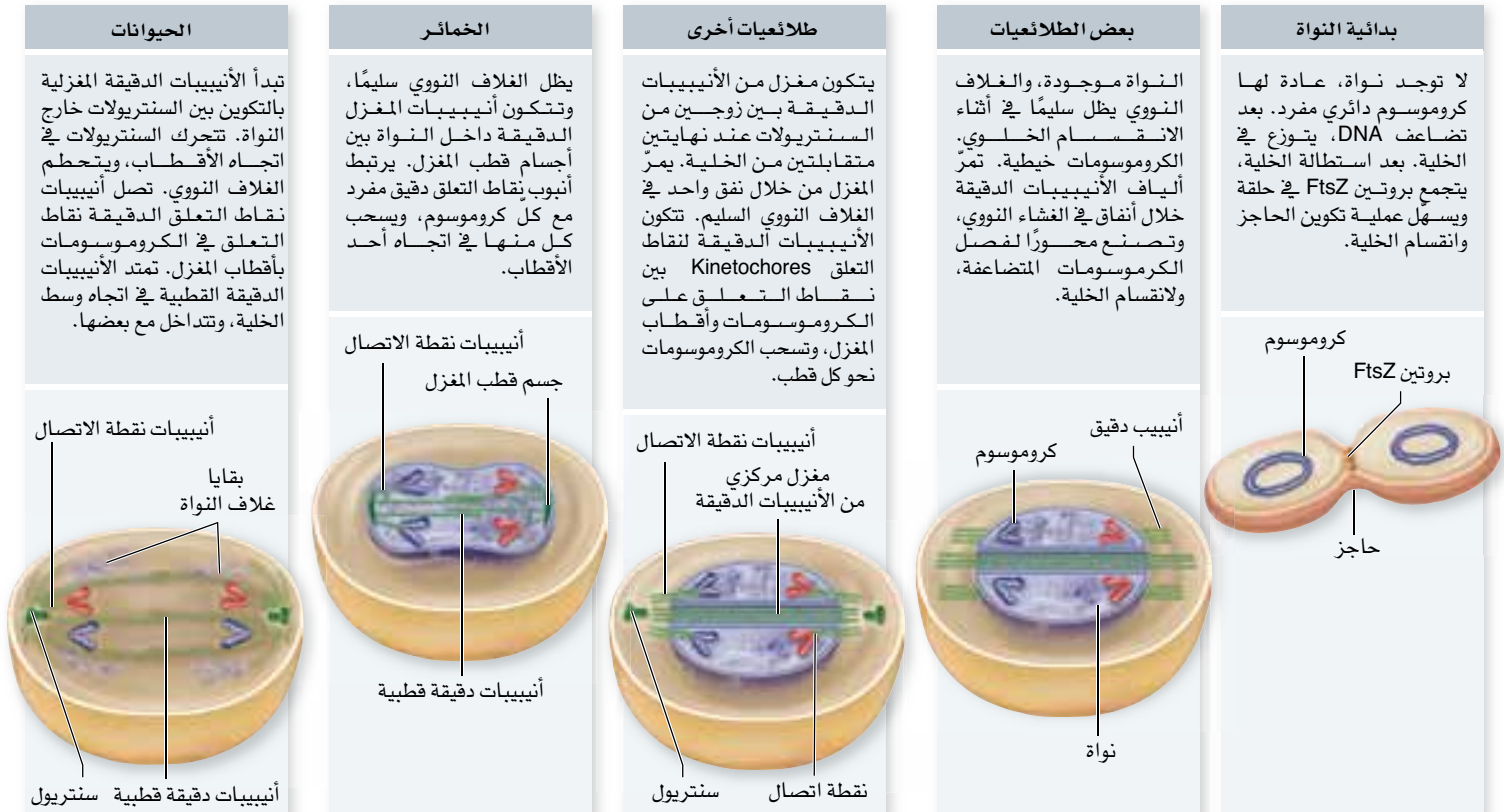 بدائية النواة
لا توجد نواة، عادة لها
كروموسوم دائري مفرد. بعد
تضاعف DNA، يتوزع في
الخلية. بعد استطالة الخلية،
يتجمع بروتين FtsZ في حلقة
ويسهّل عملية تكوين الحاجز
وانقسام الخلية.
كروموسوم
بروتين FtsZ
حاجز
بعض الطلائعيات
النواة موجودة، والغلاف
النووي يظل سليمًا في أثناء
الانقسام الخلوي.
الكروموسومات خيطية. تمرّ
ألياف الأنيبيبات الدقيقة
خلال أنفاق في الغشاء النووي،
وتصنع محورًا لفصل
الكرموسومات المتضاعفة،
ولانقسام الخلية.
أنيبيب دقيق
كروموسوم
نواة
طلائعيات أخرى
يتكون مغزل من الأنيبيبات
الدقيقة بين زوجين من
السنتريولات عند نهايتين
متقابلتين من الخلية. يمرّ
المغزل من خلال نفق واحد في
الغلاف النووي السليم. تتكون
الأنيبيبات الدقيقة لنقاط
التعلق Kinetochores بين
نقاط التعلق على
الكروموسومات وأقطاب
المغزل، وتسحب الكروموسومات
نحو كل قطب.
أنيبيبات نقطة الاتصال
مغزل مركزي
من الأنيبيبات الدقيقة
نقطة اتصال
سنتريول
الخمائر
يظل الغلاف النووي سليمًا،
وتتكون أنيبيبات المغزل
الدقيقة داخل النواة بين
أجسام قطب المغزل. يرتبط
أنبوب نقاط التعلق دقيق مفرد
مع كلّ كروموسوم، ويسحب
كل منها في اتجاه أحد
الأقطاب.
أنيبيبات نقطة الاتصال
جسم قطب المغزل
أنيبيبات دقيقة قطبية
الحيوانات
تبدأ الأنيبيبات الدقيقة المغزلية
بالتكوين بين السنتريولات خارج
النواة. تتحرك السنتريولات في
اتجاه الأقطاب، ويتحطم
الغلاف النووي. تصل أنيبيبات
نقاط التعلق الدقيقة نقاط
التعلق في الكروموسومات
بأقطاب المغزل. تمتد الأنيبيبات
الدقيقة القطبية في اتجاه وسط
الخلية، وتتداخل مع بعضها.
أنيبيبات نقطة الاتصال
بقايا
غلاف النواة
أنيبيبات دقيقة قطبية
سنتريول